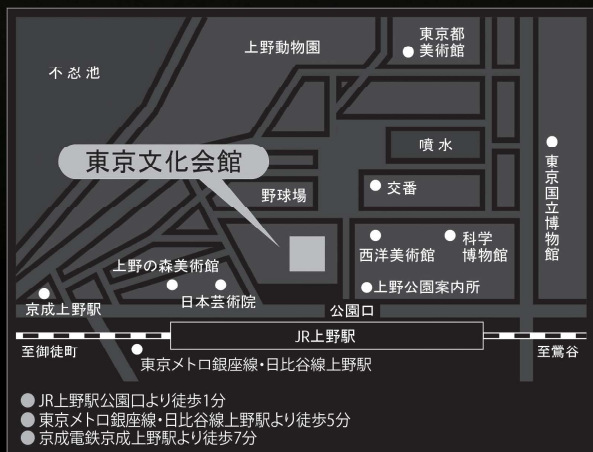 上野動物園
東京都
美術館
不忍池
噴水
東京文化会館
東京国立博物館
野球場
交番
西洋美術館
科学
博物館
上野の森美術館
日本芸術院
上野公園案内所
京成上野駅
公園口
JR上野駅
至御徒町
至鶯谷
東京メトロ銀座線・日比谷線上野駅
JR上野駅公園口より徒歩1分
東京メトロ銀座線・日比谷線上野駅より徒歩5分
京成電鉄京成上野駅より徒歩7分